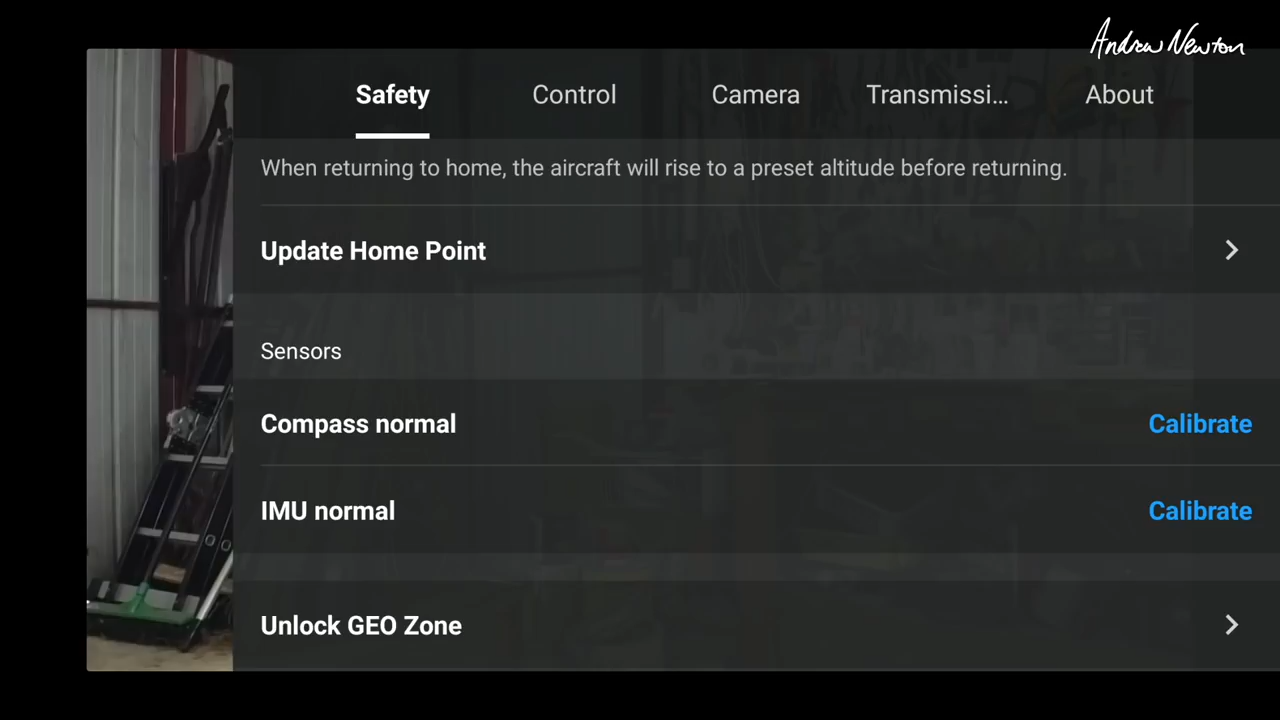 Andrew Newton
Safety Control Camera Transmissi... About
When returning to home, the aircraft will rise to a preset altitude before returning.
Update Home Point
Sensors
Compass normal Calibrate
IMU normal Calibrate
Unlock GEO Zone